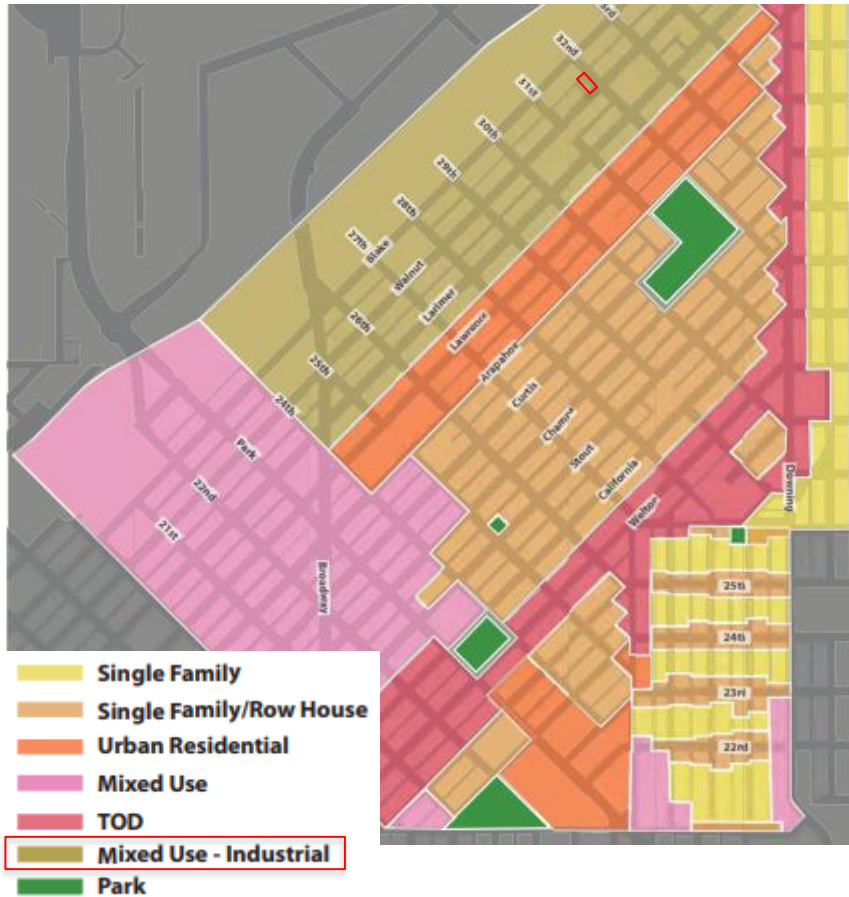 3rd
32nd
31st
30th
29th
28th
27th
Blake
Walnut
Larimer
26th
Lawrence
Arapahoe
25th
Curtis
24th
Champa
Stout
Park
California
22nd
Welton
Downing
21st
Broadway
25th
24th
23rd
22nd
Single Family
Single Family/Row House
Urban Residential
Mixed Use
TOD
Mixed Use - Industrial
Park